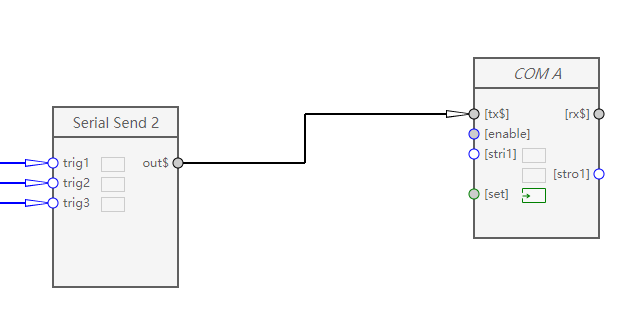 COM A
[tx$] [rx$]
Serial Send 2
[enable]
[stri1]
trig1 out$
[stro1]
trig2
[set]
trig3